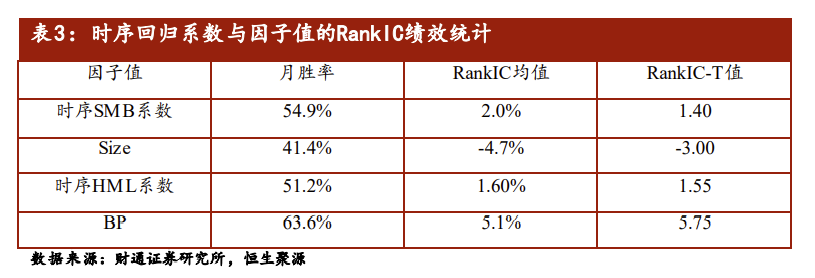 表3：时序回归系数与因子值的RankIC绩效统计
因子值 月胜率 RankIC均值 RankIC-T值
时序SMB系数 54.9% 2.0% 1.40
Size 41.4% -4.7% -3.00
时序HML系数 51.2% 1.60% 1.55
BP 63.6% 5.1% 5.75
数据来源：财通证券研究所，恒生聚源